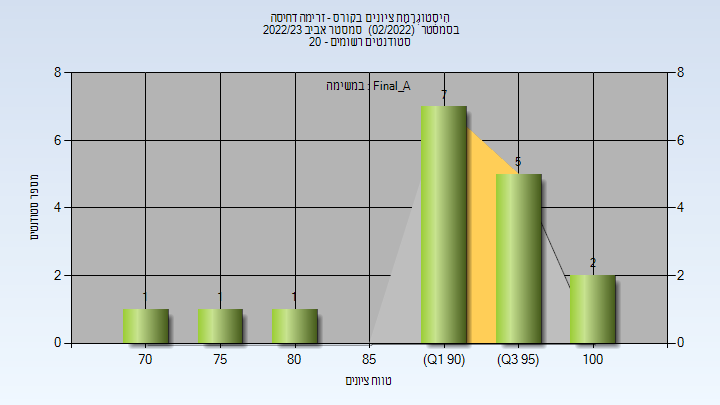 היסטוגרמת ציונים בקורס - זרימה דחיסה
בסמסטר (02/2022) סמסטר אביב 2022/23
סטודנטים רשומים - 20
במשימה : Final_A
8
6
4
2
0
8
6
4
2
0
מספר סטודנטים
1
1
1
7
5
2
70
75
80
85
(Q1 90)
(Q3 95)
100
טווח ציונים